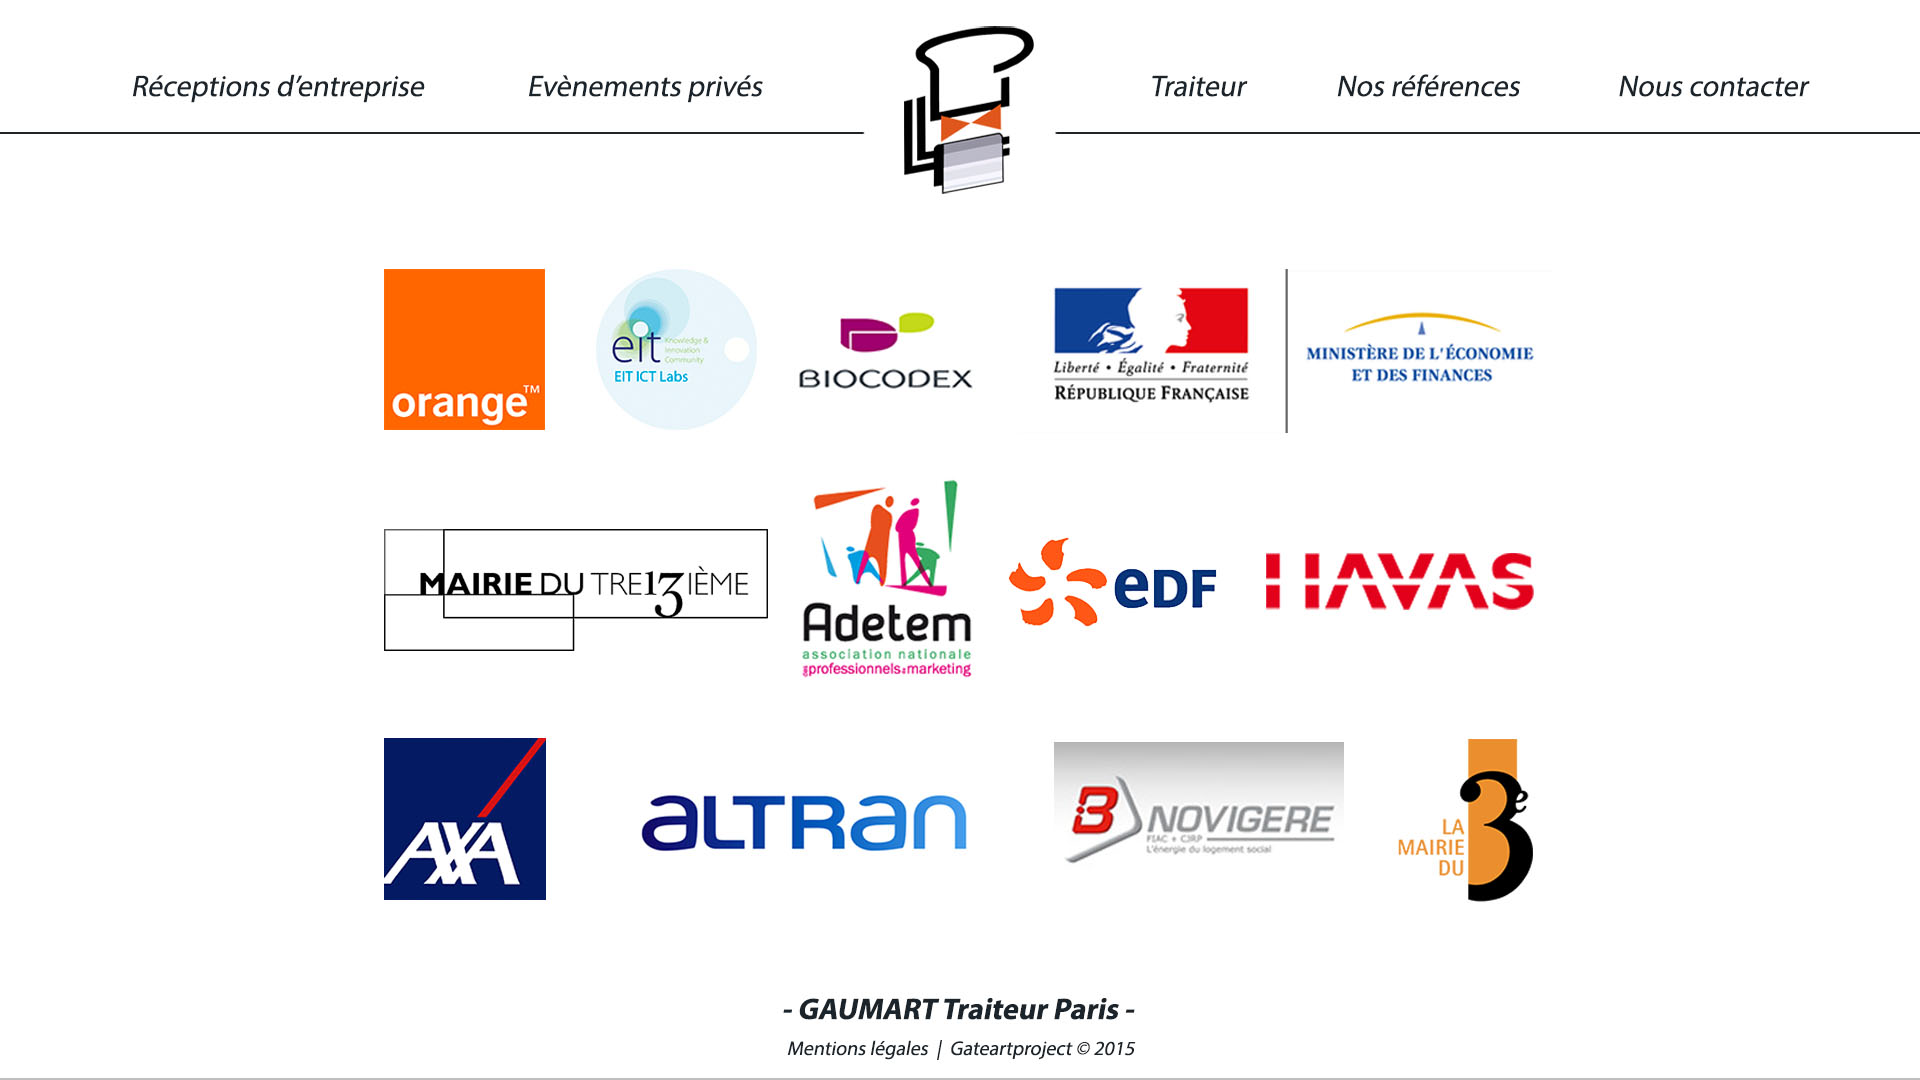 Réceptions d’entreprise
Evènements privés
Traiteur
Nos références
Nous contacter
orange™
eit
Knowledge &
Innovation
Community
EIT ICT Labs
BIOCODEX
Liberté • Égalité • Fraternité
RÉPUBLIQUE FRANÇAISE
MINISTÈRE DE L'ÉCONOMIE
ET DES FINANCES
MAIRIE DU TRE13IÈME
Adetem
association nationale
des professionnels du marketing
eDF
HAVAS
AXA
ALTRAN
3
NOVIGERE
FIAC + CJRP
L'énergie du logement social
LA
MAIRIE
DU
3e
- GAUMART Traiteur Paris -
Mentions légales | Gateartproject © 2015